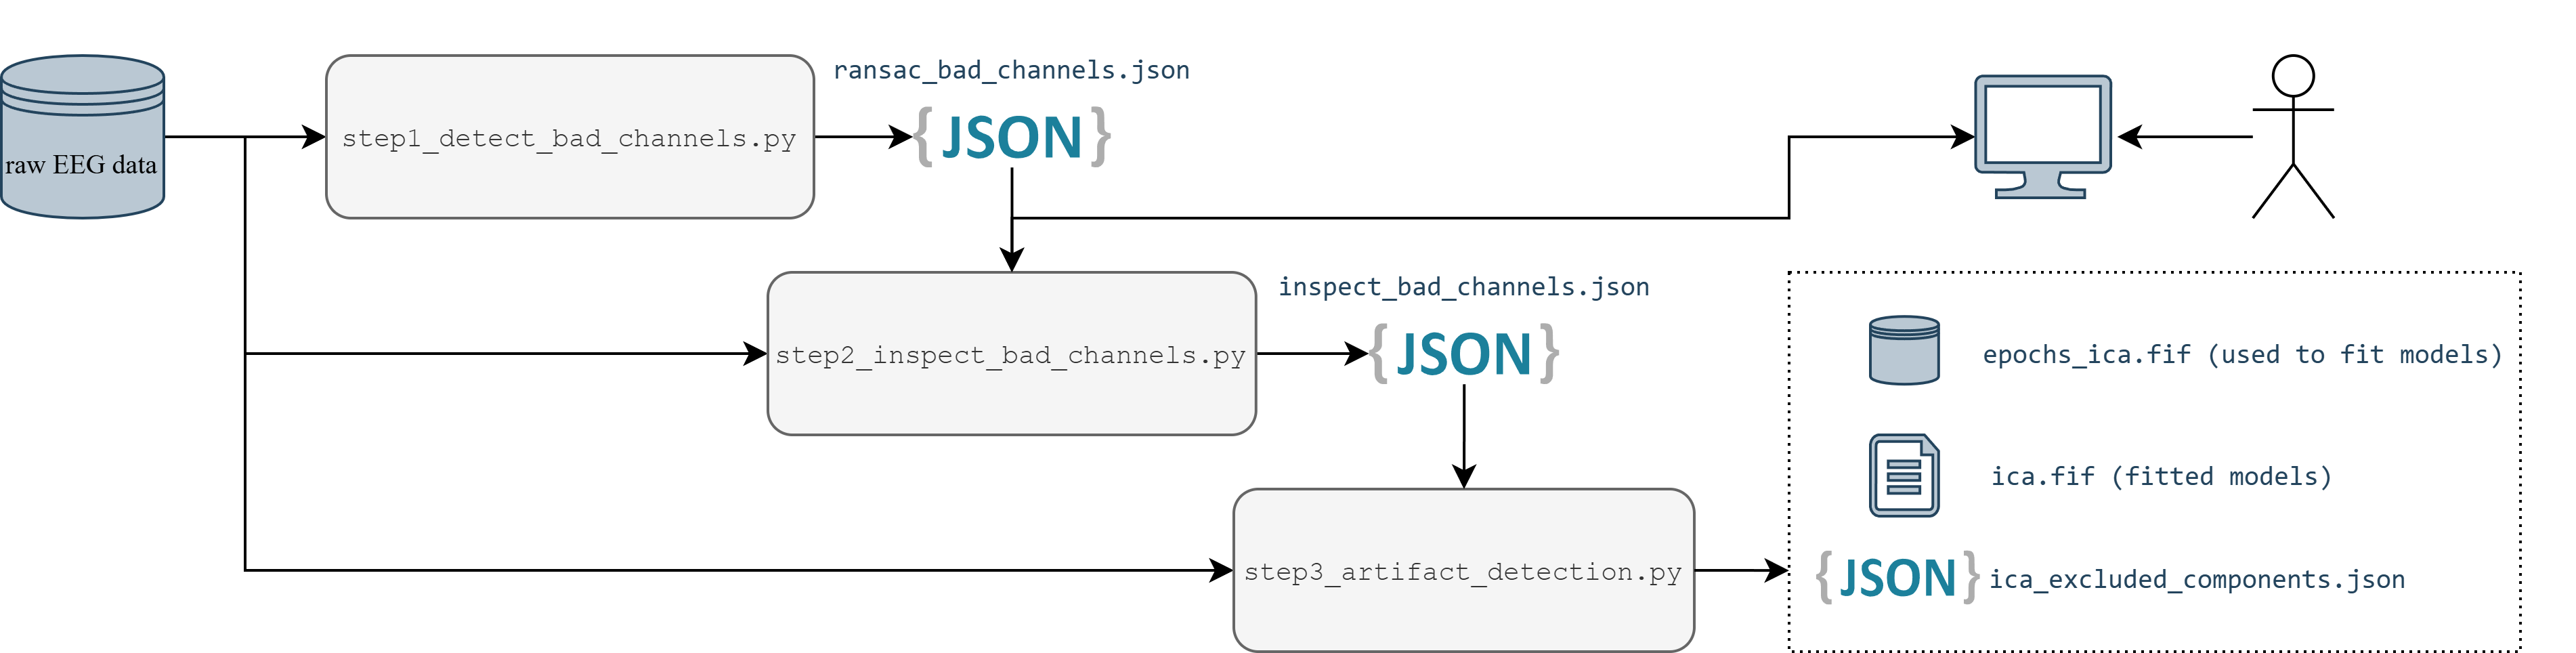 raw EEG data
step1_detect_bad_channels.py
ransac_bad_channels.json
{JSON}
step2_inspect_bad_channels.py
inspect_bad_channels.json
{JSON}
step3_artifact_detection.py
epochs_ica.fif (used to fit models)
ica.fif (fitted models)
{JSON} ica_excluded_components.json